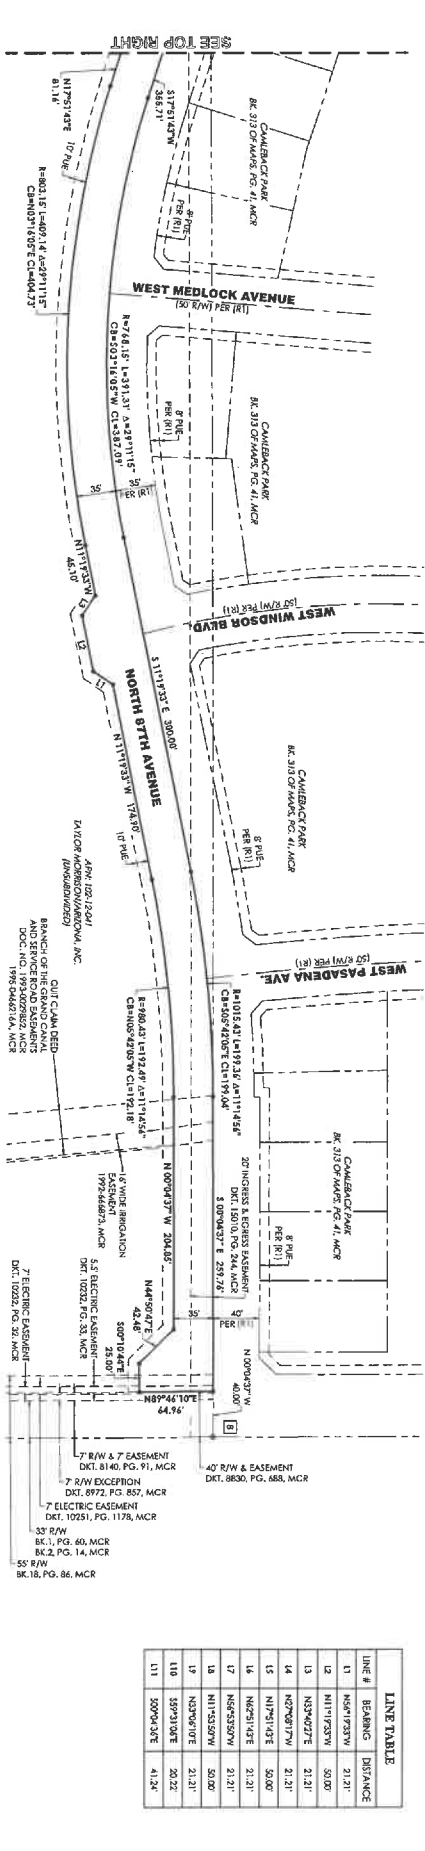 SEE TOP RIGHT
N17°51'43"E
81.16'
10' PUE
S17°51'43"W
355.71'
CAMLEBACK PARK
BK. 313 OF MAPS, PG. 41, MCR
8' PUE
PER (R1)
R=803.15' L=409.14' Δ=29°11'15"
CB=N03°16'05"E CL=404.73'
WEST MEDLOCK AVENUE
(50' R/W) PER (R1)
R=768.15' L=391.31' Δ=29°11'15"
CB=S03°16'05"W CL=387.09'
8' PUE
PER (R1)
CAMLEBACK PARK
BK. 313 OF MAPS, PG. 41, MCR
35'
35'
PER (R1)
N11°19'33"W
45.10'
L3
L2
L1
WEST WINDSOR BLVD.
(50' R/W) PER (R1)
S 11°19'33" E 300.00'
NORTH 87TH AVENUE
N 11°19'33" W 174.90'
10' PUE
CAMLEBACK PARK
BK. 313 OF MAPS, PG. 41, MCR
8' PUE
PER (R1)
APN: 102-12-041
TAYLOR MORRISON/ARIZONA, INC.
(UNSUBDIVIDED)
WEST PASADENA AVE.
(50' R/W) PER (R1)
QUIT CLAIM DEED
BRANCH OF THE GRAND CANAL
AND SERVICE ROAD EASEMENTS
DOC. NO. 1993-0029852, MCR
1995-0466216A, MCR
R=980.43' L=192.49' Δ=11°14'56"
CB=N05°42'05"W CL=192.18'
R=1015.43' L=199.36' Δ=11°14'56"
CB=S05°42'05"E CL=199.04'
CAMLEBACK PARK
BK. 313 OF MAPS, PG. 41, MCR
16' WIDE IRRIGATION
EASEMENT
1992-666873, MCR
N 00°04'37" W 204.85'
S 00°04'37" E 259.76'
20' INGRESS & EGRESS EASEMENT
DKT. 15010, PG. 244, MCR
8' PUE
PER (R1)
35'
40'
PER (R1)
N44°50'47"E
42.48'
S00°10'44"E
25.00'
5.5' ELECTRIC EASEMENT
DKT. 10232, PG. 33, MCR
7' ELECTRIC EASEMENT
DKT. 10232, PG. 32, MCR
N 00°04'37" W
40.00'
N89°46'10"E
64.96'
B
40' R/W & EASEMENT
DKT. 8830, PG. 688, MCR
7' R/W & 7' EASEMENT
DKT. 8140, PG. 91, MCR
7' R/W EXCEPTION
DKT. 8972, PG. 857, MCR
7' ELECTRIC EASEMENT
DKT. 10251, PG. 1178, MCR
33' R/W
BK.1, PG. 60, MCR
BK.2, PG. 14, MCR
55' R/W
BK.18, PG. 86, MCR
LINE TABLE
LINE # BEARING DISTANCE
L1 N56°19'33"W 21.21'
L2 N11°19'33"W 50.00'
L3 N33°40'27"E 21.21'
L4 N27°08'17"W 21.21'
L5 N17°51'43"E 50.00'
L6 N62°51'43"E 21.21'
L7 N56°53'50"W 21.21'
L8 N11°53'50"W 50.00'
L9 N33°06'10"E 21.21'
L10 S59°31'06"E 20.22'
L11 S00°04'36"E 41.24'